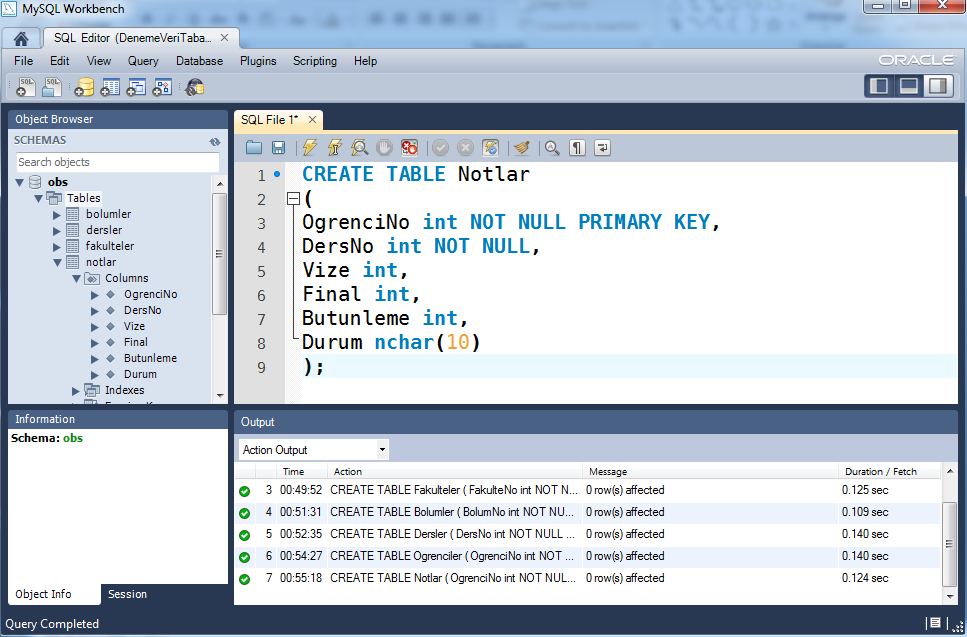 MySQL Workbench
SQL Editor (DenemeVeriTaba...
File Edit View Query Database Plugins Scripting Help
ORACLE
Object Browser
SCHEMAS
Search objects
obs
Tables
bolumler
dersler
fakulteler
notlar
Columns
OgrenciNo
DersNo
Vize
Final
Butunleme
Durum
Indexes
SQL File 1*
1 CREATE TABLE Notlar
2 (
3 OgrenciNo int NOT NULL PRIMARY KEY,
4 DersNo int NOT NULL,
5 Vize int,
6 Final int,
7 Butunleme int,
8 Durum nchar(10)
9 );
Information
Schema: obs
Object Info Session
Output
Action Output
Time Action Message Duration / Fetch
3 00:49:52 CREATE TABLE Fakulteler ( FakulteNo int NOT N... 0 row(s) affected 0.125 sec
4 00:51:31 CREATE TABLE Bolumler ( BolumNo int NOT NU... 0 row(s) affected 0.109 sec
5 00:52:35 CREATE TABLE Dersler ( DersNo int NOT NULL ... 0 row(s) affected 0.140 sec
6 00:54:27 CREATE TABLE Ogrenciler ( OgrenciNo int NOT ... 0 row(s) affected 0.140 sec
7 00:55:18 CREATE TABLE Notlar ( OgrenciNo int NOT NUL... 0 row(s) affected 0.124 sec
Query Completed